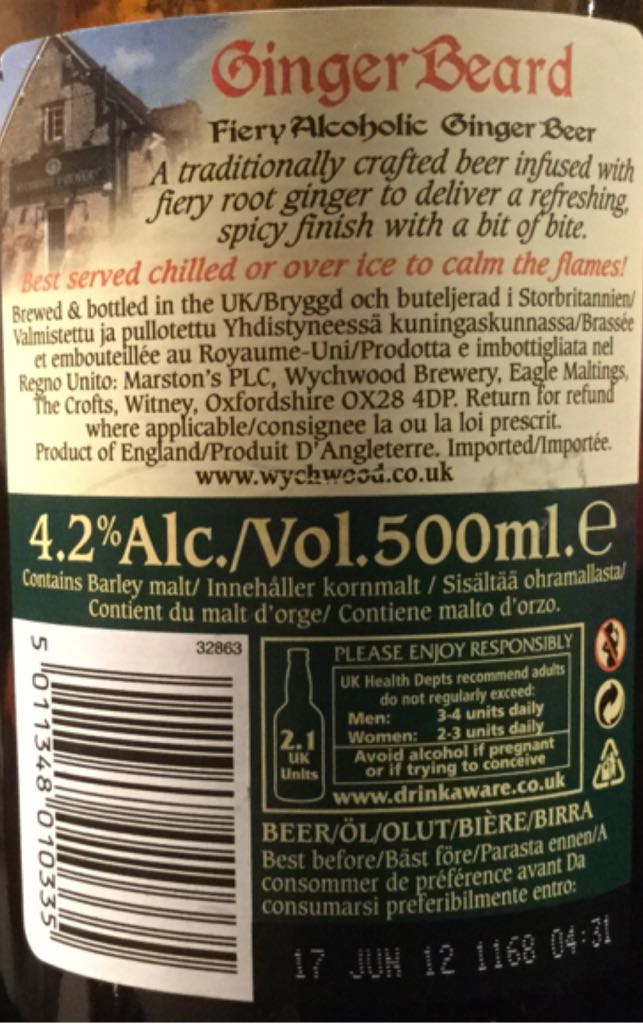 Ginger Beard
Fiery Alcoholic Ginger Beer
A traditionally crafted beer infused with
fiery root ginger to deliver a refreshing,
spicy finish with a bit of bite.
Best served chilled or over ice to calm the flames!
Brewed & bottled in the UK/Bryggd och buteljerad i Storbritannien/
Valmistettu ja pullotettu Yhdistyneessä kuningaskunnassa/Brassée
et embouteillée au Royaume-Uni/Prodotta e imbottigliata nel
Regno Unito: Marston's PLC, Wychwood Brewery, Eagle Maltings,
The Crofts, Witney, Oxfordshire OX28 4DP. Return for refund
where applicable/consignee la ou la loi prescrit.
Product of England/Produit D'Angleterre. Imported/Importée.
www.wychwood.co.uk
4.2% Alc./Vol. 500ml. e
Contains Barley malt/ Innehåller kornmalt / Sisältää ohramallasta/
Contient du malt d'orge/ Contiene malto d'orzo.
32863
5 011348 010335
2.1
UK
Units
PLEASE ENJOY RESPONSIBLY
UK Health Depts recommend adults
do not regularly exceed:
Men: 3-4 units daily
Women: 2-3 units daily
Avoid alcohol if pregnant
or if trying to conceive
www.drinkaware.co.uk
BEER/ÖL/OLUT/BIÈRE/BIRRA
Best before/Bäst före/Parasta ennen/A
consommer de préférence avant Da
consumarsi preferibilmente entro:
17 JUN 12 1168 04:31